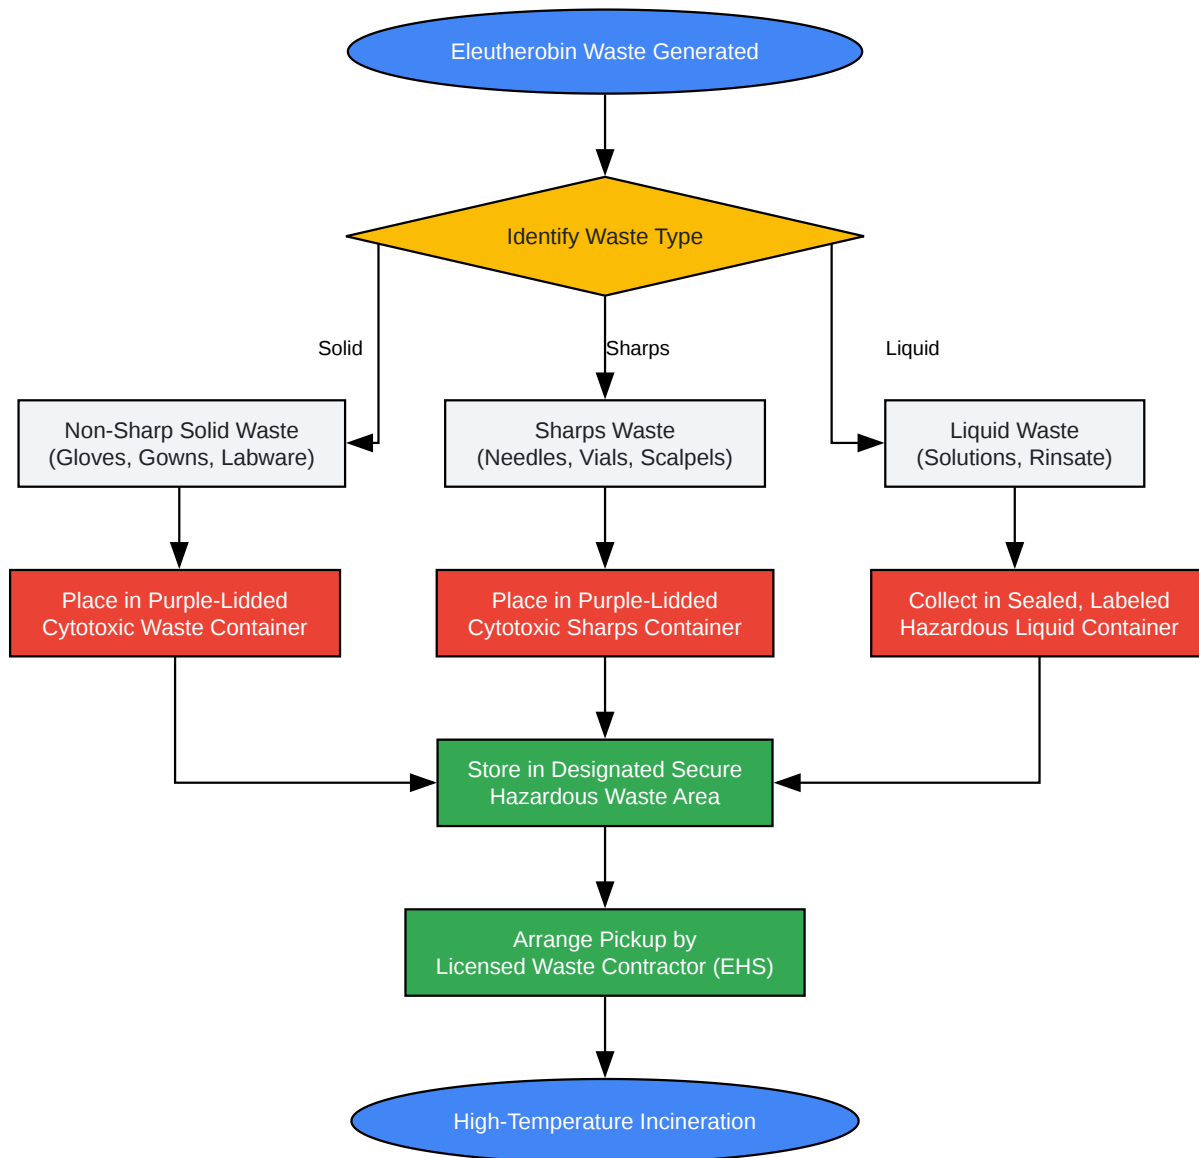 Eleutherobin Waste Generated
Identify Waste Type
Solid
Sharps
Liquid
Non-Sharp Solid Waste
(Gloves, Gowns, Labware)
Sharps Waste
(Needles, Vials, Scalpels)
Liquid Waste
(Solutions, Rinsate)
Place in Purple-Lidded
Cytotoxic Waste Container
Place in Purple-Lidded
Cytotoxic Sharps Container
Collect in Sealed, Labeled
Hazardous Liquid Container
Store in Designated Secure
Hazardous Waste Area
Arrange Pickup by
Licensed Waste Contractor (EHS)
High-Temperature Incineration